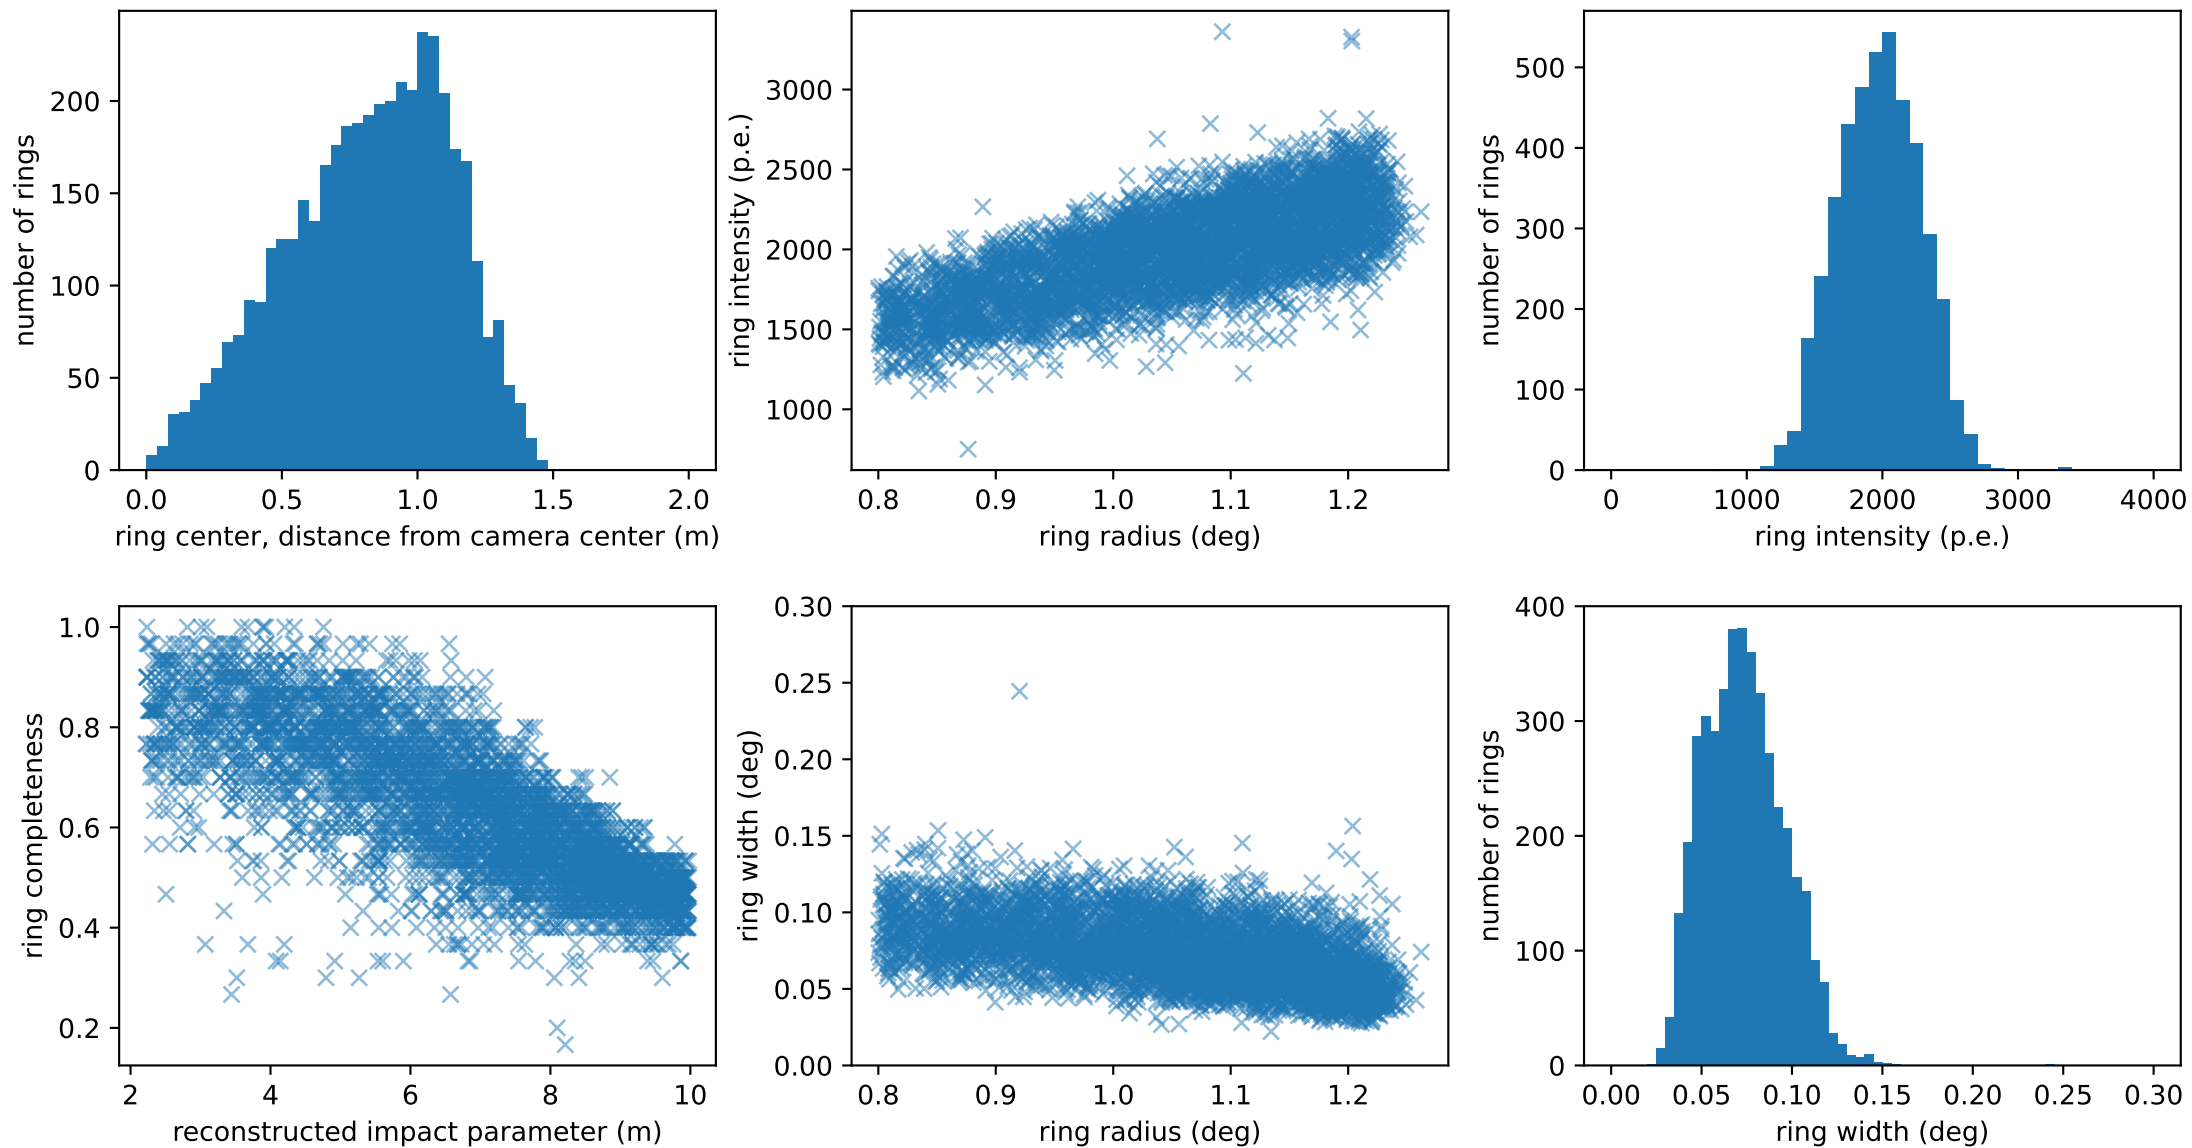 number of rings
200
150
100
50
0
0.0 0.5 1.0 1.5 2.0
ring center, distance from camera center (m)
ring intensity (p.e.)
3000
2500
2000
1500
1000
0.8 0.9 1.0 1.1 1.2
ring radius (deg)
number of rings
500
400
300
200
100
0
0 1000 2000 3000 4000
ring intensity (p.e.)
ring completeness
1.0
0.8
0.6
0.4
0.2
2 4 6 8 10
reconstructed impact parameter (m)
ring width (deg)
0.30
0.25
0.20
0.15
0.10
0.05
0.00
0.8 0.9 1.0 1.1 1.2
ring radius (deg)
number of rings
400
300
200
100
0
0.00 0.05 0.10 0.15 0.20 0.25 0.30
ring width (deg)